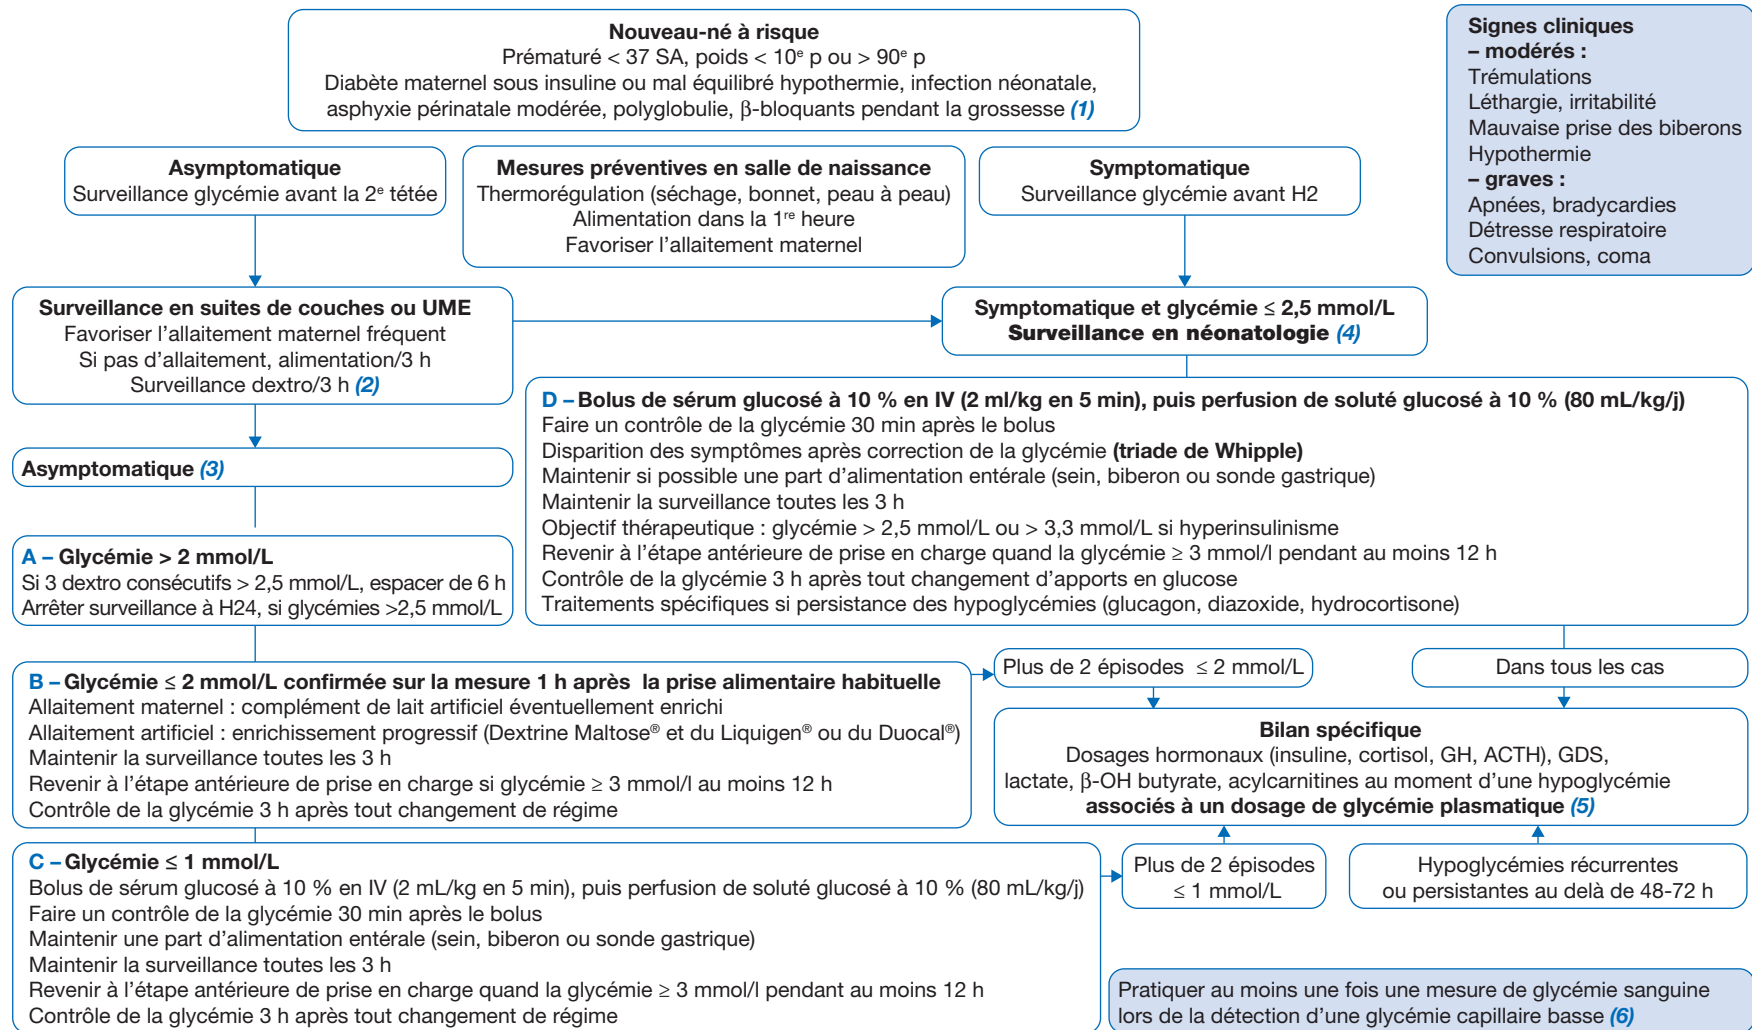 Nouveau-né à risque
Prématuré < 37 SA, poids < 10e p ou > 90e p
Diabète maternel sous insuline ou mal équilibré hypothermie, infection néonatale,
asphyxie périnatale modérée, polyglobulie, β-bloquants pendant la grossesse (1)
Signes cliniques
– modérés :
Trémulations
Léthargie, irritabilité
Mauvaise prise des biberons
Hypothermie
– graves :
Apnées, bradycardies
Détresse respiratoire
Convulsions, coma
Asymptomatique
Surveillance glycémie avant la 2e tétée
Mesures préventives en salle de naissance
Thermorégulation (séchage, bonnet, peau à peau)
Alimentation dans la 1re heure
Favoriser l’allaitement maternel
Symptomatique
Surveillance glycémie avant H2
Surveillance en suites de couches ou UME
Favoriser l’allaitement maternel fréquent
Si pas d’allaitement, alimentation/3 h
Surveillance dextro/3 h (2)
Symptomatique et glycémie ≤ 2,5 mmol/L
Surveillance en néonatologie (4)
Asymptomatique (3)
D – Bolus de sérum glucosé à 10 % en IV (2 ml/kg en 5 min), puis perfusion de soluté glucosé à 10 % (80 mL/kg/j)
Faire un contrôle de la glycémie 30 min après le bolus
Disparition des symptômes après correction de la glycémie (triade de Whipple)
Maintenir si possible une part d’alimentation entérale (sein, biberon ou sonde gastrique)
Maintenir la surveillance toutes les 3 h
Objectif thérapeutique : glycémie > 2,5 mmol/L ou > 3,3 mmol/L si hyperinsulinisme
Revenir à l’étape antérieure de prise en charge quand la glycémie ≥ 3 mmol/l pendant au moins 12 h
Contrôle de la glycémie 3 h après tout changement d’apports en glucose
Traitements spécifiques si persistance des hypoglycémies (glucagon, diazoxide, hydrocortisone)
A – Glycémie > 2 mmol/L
Si 3 dextro consécutifs > 2,5 mmol/L, espacer de 6 h
Arrêter surveillance à H24, si glycémies >2,5 mmol/L
B – Glycémie ≤ 2 mmol/L confirmée sur la mesure 1 h après la prise alimentaire habituelle
Allaitement maternel : complément de lait artificiel éventuellement enrichi
Allaitement artificiel : enrichissement progressif (Dextrine Maltose® et du Liquigen® ou du Duocal®)
Maintenir la surveillance toutes les 3 h
Revenir à l’étape antérieure de prise en charge si glycémie ≥ 3 mmol/l au moins 12 h
Contrôle de la glycémie 3 h après tout changement de régime
Plus de 2 épisodes ≤ 2 mmol/L
Dans tous les cas
Bilan spécifique
Dosages hormonaux (insuline, cortisol, GH, ACTH), GDS,
lactate, β-OH butyrate, acylcarnitines au moment d’une hypoglycémie
associés à un dosage de glycémie plasmatique (5)
C – Glycémie ≤ 1 mmol/L
Bolus de sérum glucosé à 10 % en IV (2 mL/kg en 5 min), puis perfusion de soluté glucosé à 10 % (80 mL/kg/j)
Faire un contrôle de la glycémie 30 min après le bolus
Maintenir une part d’alimentation entérale (sein, biberon ou sonde gastrique)
Maintenir la surveillance toutes les 3 h
Revenir à l’étape antérieure de prise en charge quand la glycémie ≥ 3 mmol/l pendant au moins 12 h
Contrôle de la glycémie 3 h après tout changement de régime
Plus de 2 épisodes
≤ 1 mmol/L
Hypoglycémies récurrentes
ou persistantes au delà de 48-72 h
Pratiquer au moins une fois une mesure de glycémie sanguine
lors de la détection d’une glycémie capillaire basse (6)